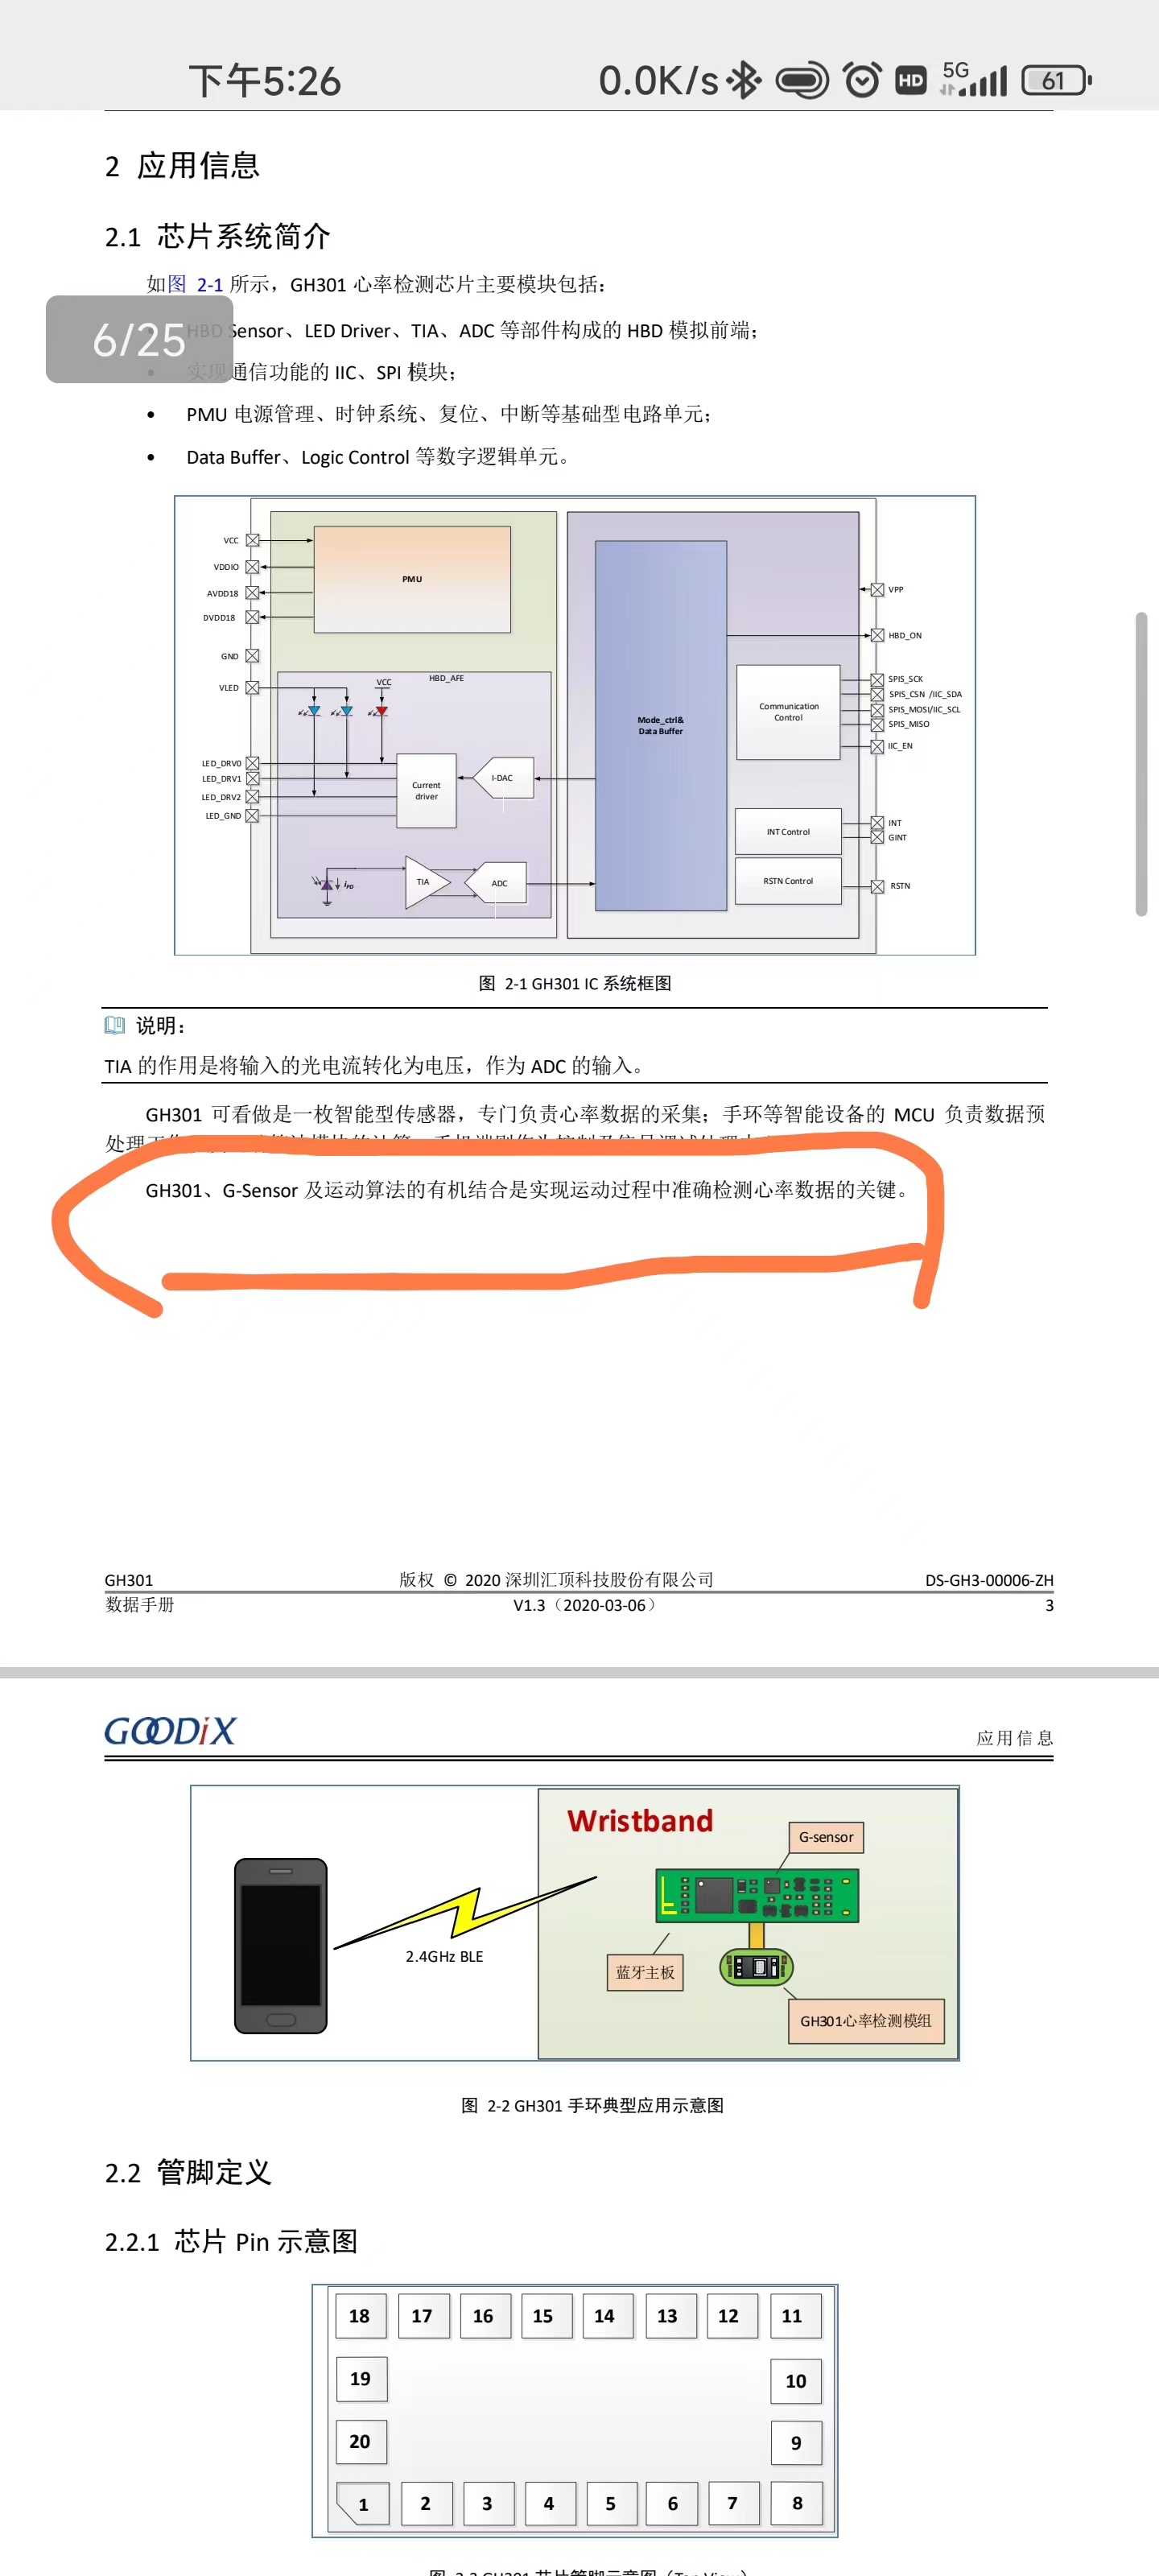 下午5:26 0.0K/s HD 5G 61
2 应用信息
2.1 芯片系统简介
如图 2-1 所示，GH301 心率检测芯片主要模块包括：
6/25
HBD Sensor、LED Driver、TIA、ADC 等部件构成的 HBD 模拟前端；
• 实现通信功能的 IIC、SPI 模块；
• PMU 电源管理、时钟系统、复位、中断等基础型电路单元；
• Data Buffer、Logic Control 等数字逻辑单元。
VCC
VDDIO
AVDD18
DVDD18
GND
VLED
LED_DRV0
LED_DRV1
LED_DRV2
LED_GND
PMU
HBD_AFE
VCC
Current
driver
I-DAC
iPD
TIA
ADC
Mode_ctrl&
Data Buffer
Communication
Control
INT Control
RSTN Control
VPP
HBD_ON
SPIS_SCK
SPIS_CSN /IIC_SDA
SPIS_MOSI/IIC_SCL
SPIS_MISO
IIC_EN
INT
GINT
RSTN
图 2-1 GH301 IC 系统框图
说明：
TIA 的作用是将输入的光电流转化为电压，作为 ADC 的输入。
GH301 可看做是一枚智能型传感器，专门负责心率数据的采集；手环等智能设备的 MCU 负责数据预
处理
GH301、G-Sensor 及运动算法的有机结合是实现运动过程中准确检测心率数据的关键。
GH301 版权 © 2020 深圳汇顶科技股份有限公司 DS-GH3-00006-ZH
数据手册 V1.3（2020-03-06） 3
GOODiX 应用信息
Wristband
G-sensor
2.4GHz BLE
蓝牙主板
GH301心率检测模组
图 2-2 GH301 手环典型应用示意图
2.2 管脚定义
2.2.1 芯片 Pin 示意图
18 17 16 15 14 13 12 11
19 10
20 9
1 2 3 4 5 6 7 8